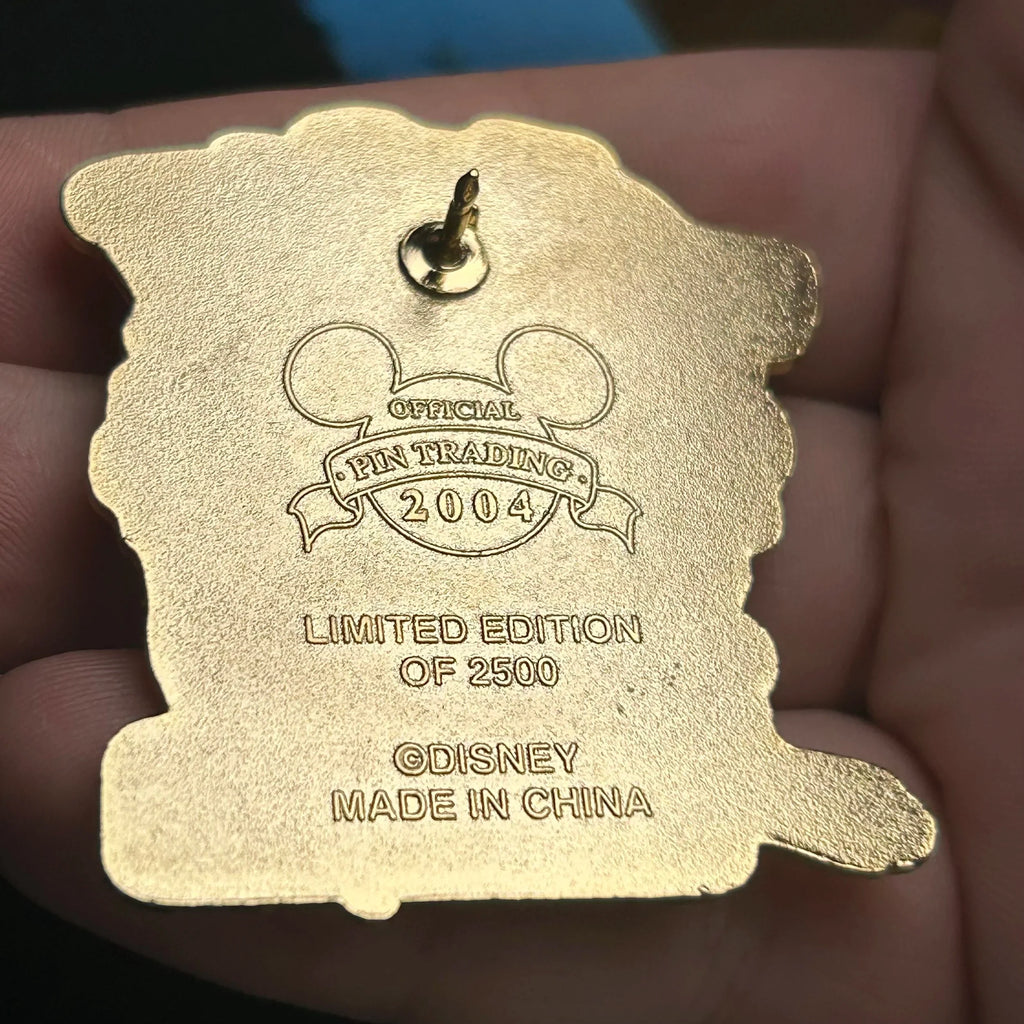 OFFICIAL
· PIN TRADING ·
2004
LIMITED EDITION
OF 2500
©DISNEY
MADE IN CHINA